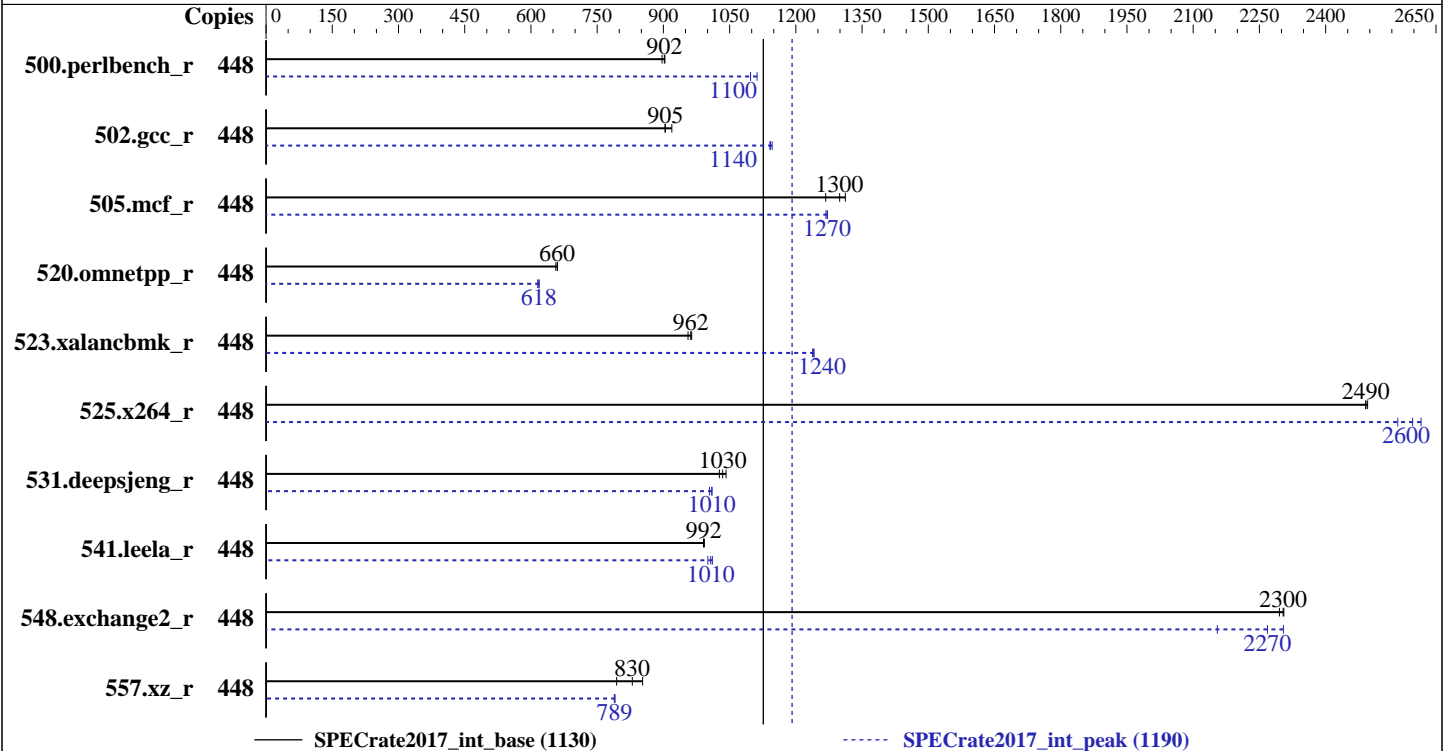 Copies 0 150 300 450 600 750 900 1050 1200 1350 1500 1650 1800 1950 2100 2250 2400 2650
500.perlbench_r 448 902
1100
502.gcc_r 448 905
1140
505.mcf_r 448 1300
1270
520.omnetpp_r 448 660
618
523.xalancbmk_r 448 962
1240
525.x264_r 448 2490
2600
531.deepsjeng_r 448 1030
1010
541.leela_r 448 992
1010
548.exchange2_r 448 2300
2270
557.xz_r 448 830
789
SPECrate2017_int_base (1130) SPECrate2017_int_peak (1190)